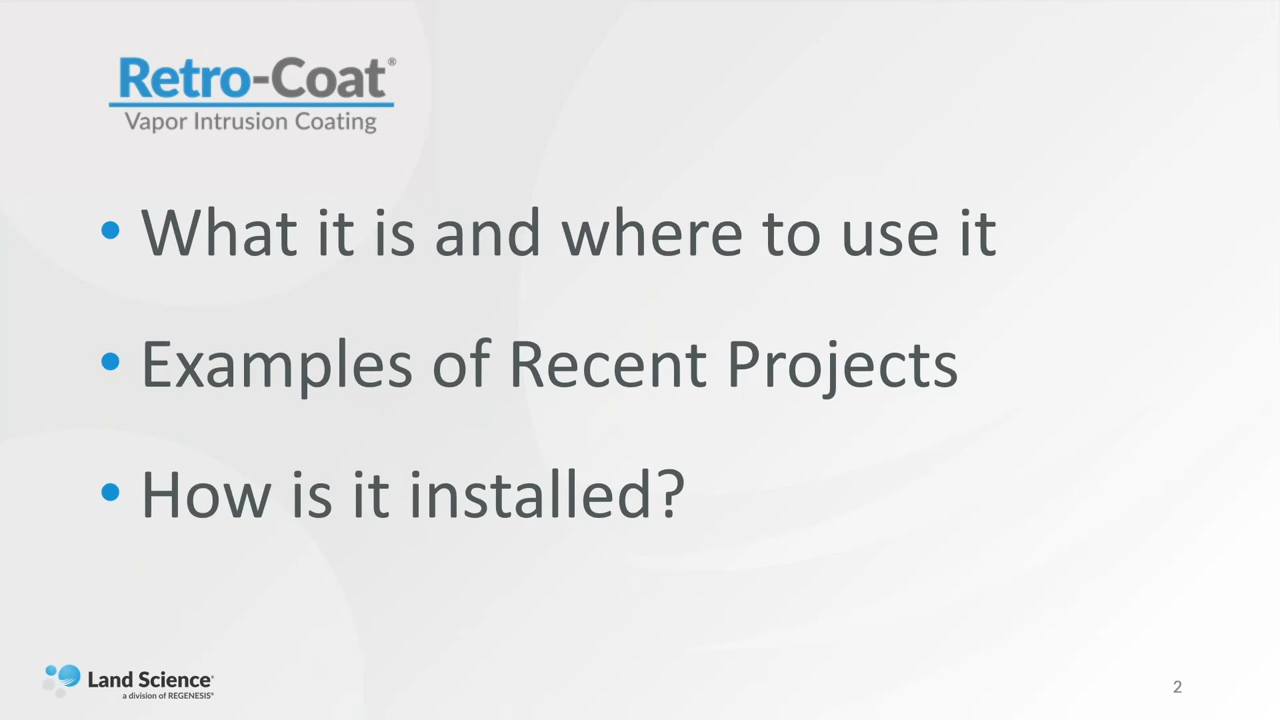 Retro-Coat®
Vapor Intrusion Coating
• What it is and where to use it
• Examples of Recent Projects
• How is it installed?
Land Science®
a division of REGENESIS®
2